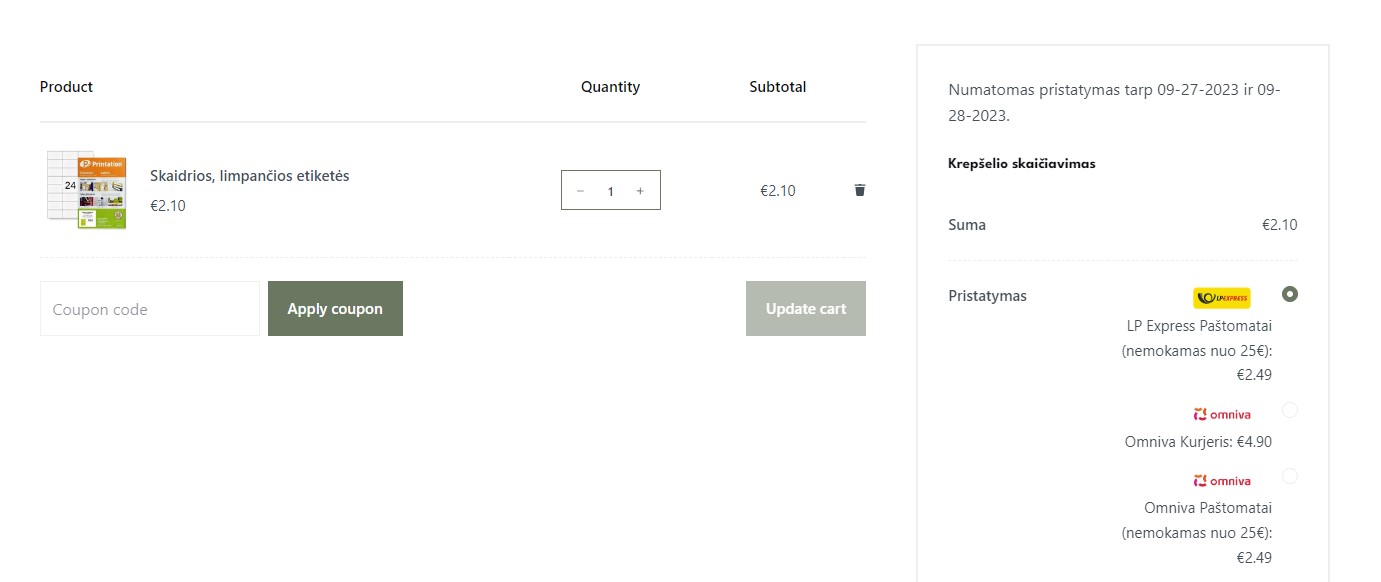 Product Quantity Subtotal
24
Printation
Skaidrios, limpančios etiketės
€2.10
− 1 +
€2.10
Coupon code
Apply coupon
Update cart
Numatomas pristatymas tarp 09-27-2023 ir 09-
28-2023.
Krepšelio skaičiavimas
Suma €2.10
Pristatymas
LP EXPRESS
LP Express Paštomatai
(nemokamas nuo 25€):
€2.49
omniva
Omniva Kurjeris: €4.90
omniva
Omniva Paštomatai
(nemokamas nuo 25€):
€2.49